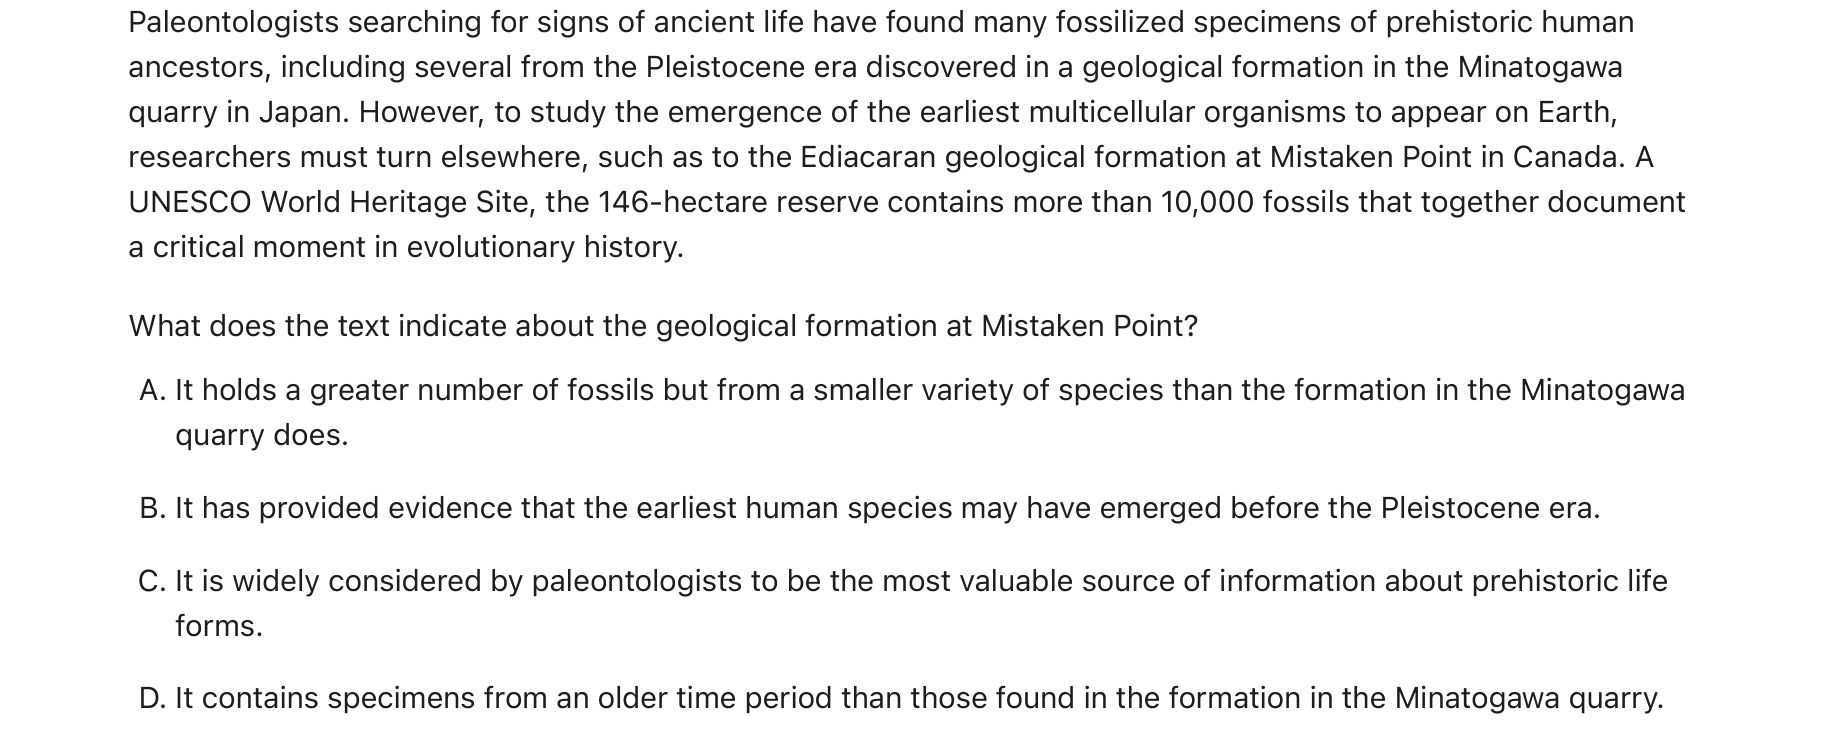 Paleontologists searching for signs of ancient life have found many fossilized specimens of prehistoric human
ancestors, including several from the Pleistocene era discovered in a geological formation in the Minatogawa
quarry in Japan. However, to study the emergence of the earliest multicellular organisms to appear on Earth,
researchers must turn elsewhere, such as to the Ediacaran geological formation at Mistaken Point in Canada. A
UNESCO World Heritage Site, the 146-hectare reserve contains more than 10,000 fossils that together document
a critical moment in evolutionary history.
What does the text indicate about the geological formation at Mistaken Point?
A. It holds a greater number of fossils but from a smaller variety of species than the formation in the Minatogawa
quarry does.
B. It has provided evidence that the earliest human species may have emerged before the Pleistocene era.
C. It is widely considered by paleontologists to be the most valuable source of information about prehistoric life
forms.
D. It contains specimens from an older time period than those found in the formation in the Minatogawa quarry.